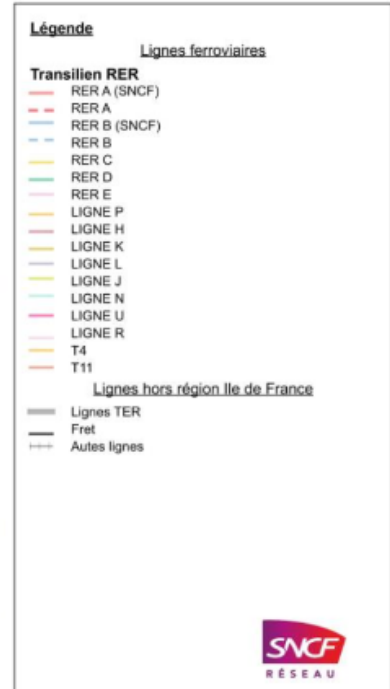 Légende
Lignes ferroviaires
Transilien RER
RER A (SNCF)
RER A
RER B (SNCF)
RER B
RER C
RER D
RER E
LIGNE P
LIGNE H
LIGNE K
LIGNE L
LIGNE J
LIGNE N
LIGNE U
LIGNE R
T4
T11
Lignes hors région Ile de France
Lignes TER
Fret
Autes lignes
SNCF
RÉSEAU